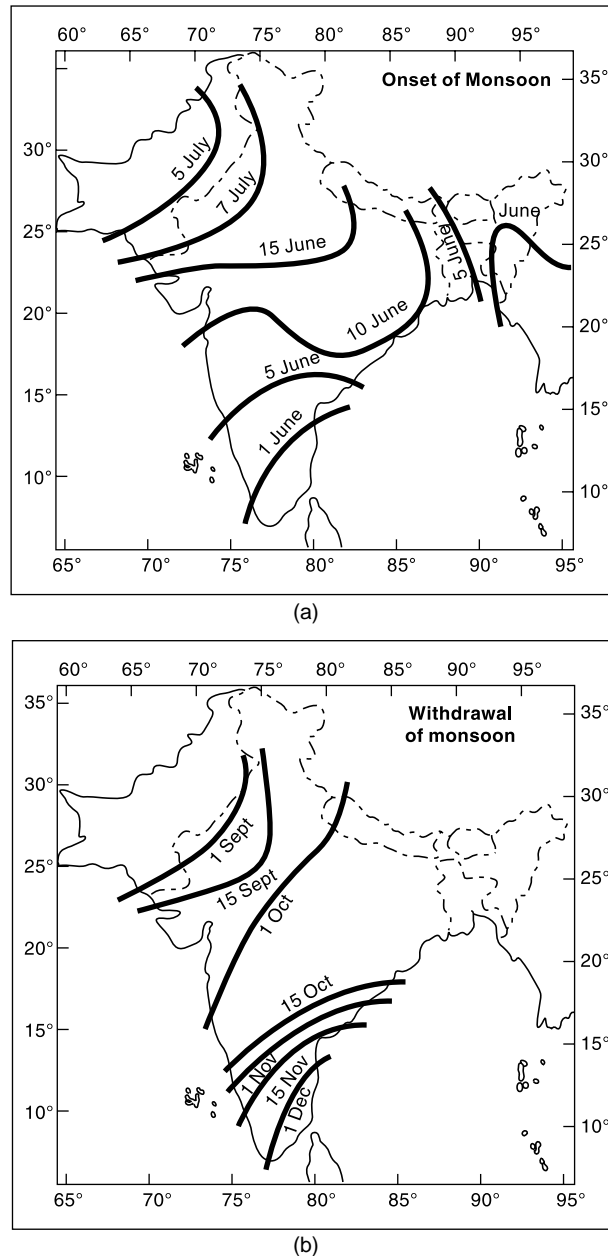 60° 65° 70° 75° 80° 85° 90° 95°
Onset of Monsoon
35°
30° 30°
5 July
7 July
June
25° 25°
15 June
5 June
20° 20°
10 June
5 June
15° 15°
1 June
10° 10°
65° 70° 75° 80° 85° 90° 95°
(a)
60° 65° 70° 75° 80° 85° 90° 95°
35° 35°
Withdrawal
of monsoon
30° 30°
1 Sept
25° 25°
15 Sept
1 Oct
20° 20°
15 Oct
15° 15°
1 Nov
15 Nov
10° 10°
1 Dec
65° 70° 75° 80° 85° 90° 95°
(b)